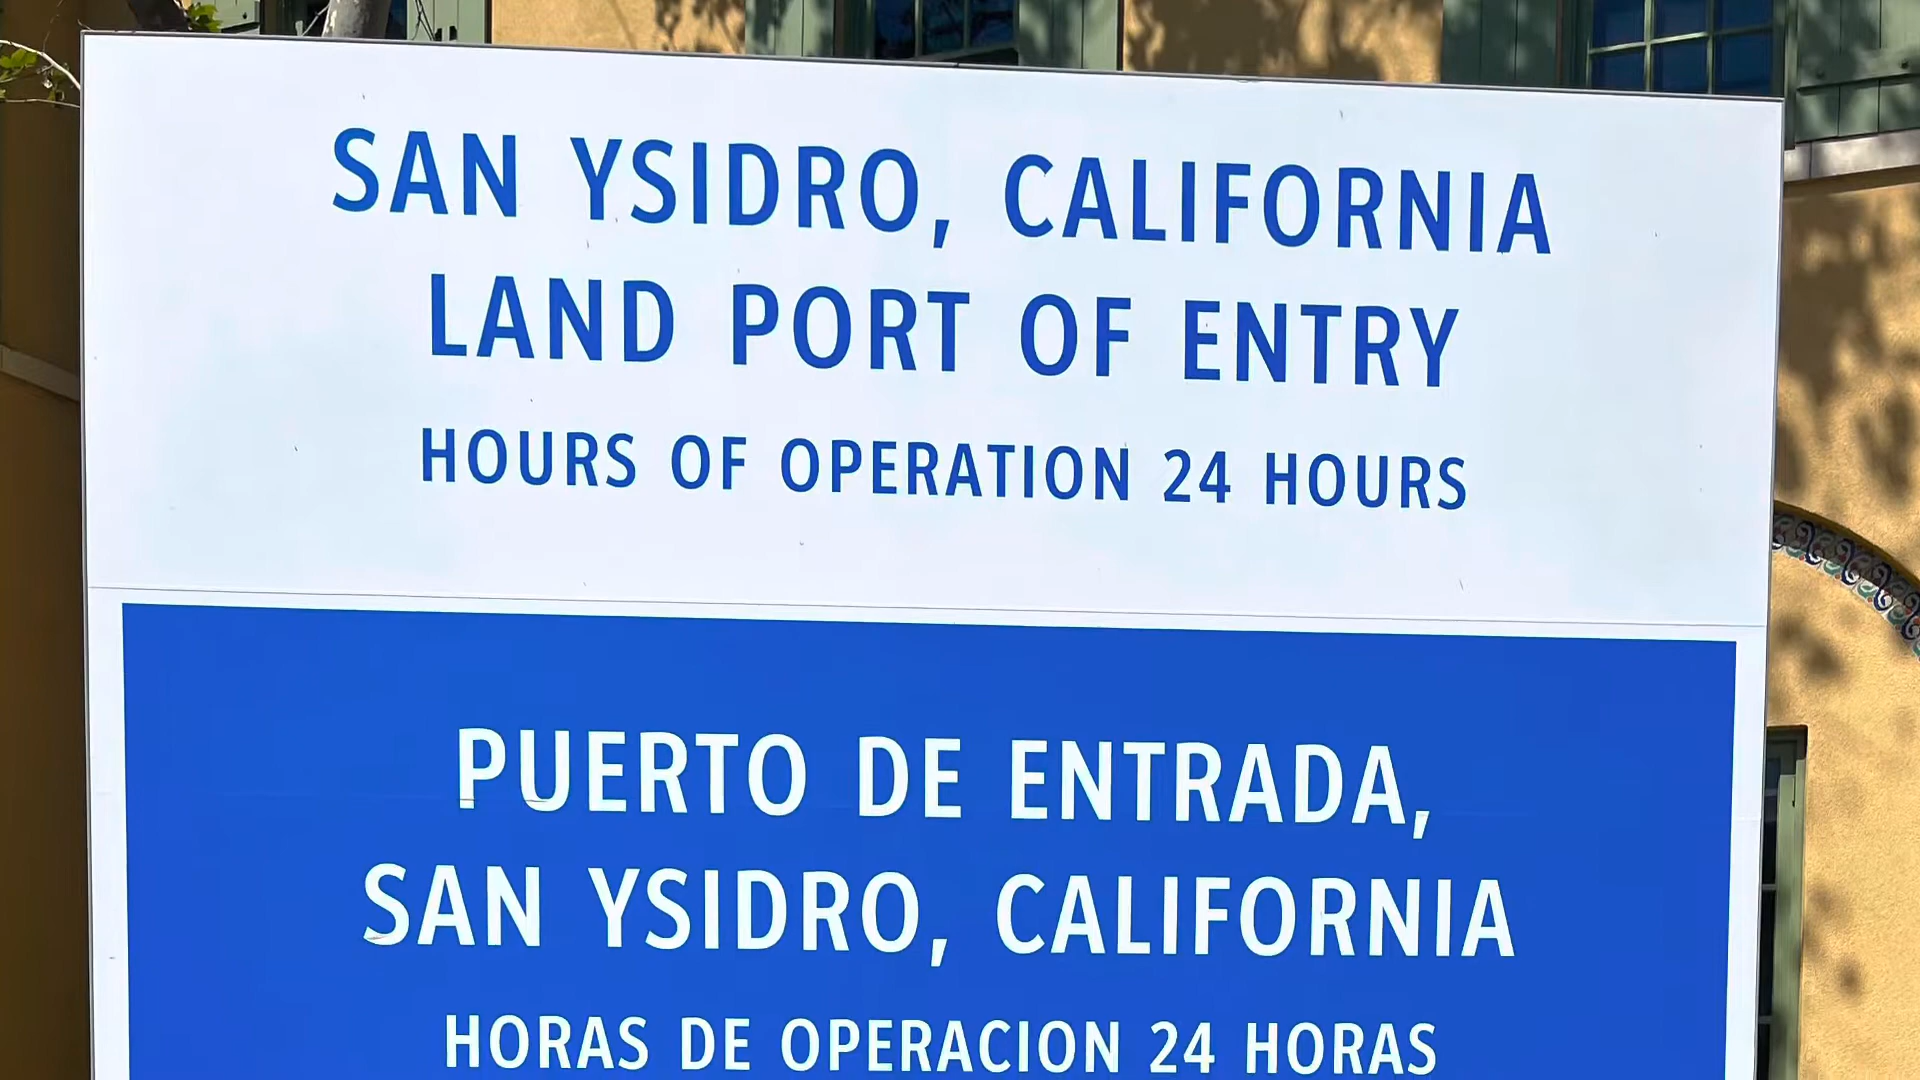 SAN YSIDRO, CALIFORNIA
LAND PORT OF ENTRY
HOURS OF OPERATION 24 HOURS
PUERTO DE ENTRADA,
SAN YSIDRO, CALIFORNIA
HORAS DE OPERACION 24 HORAS